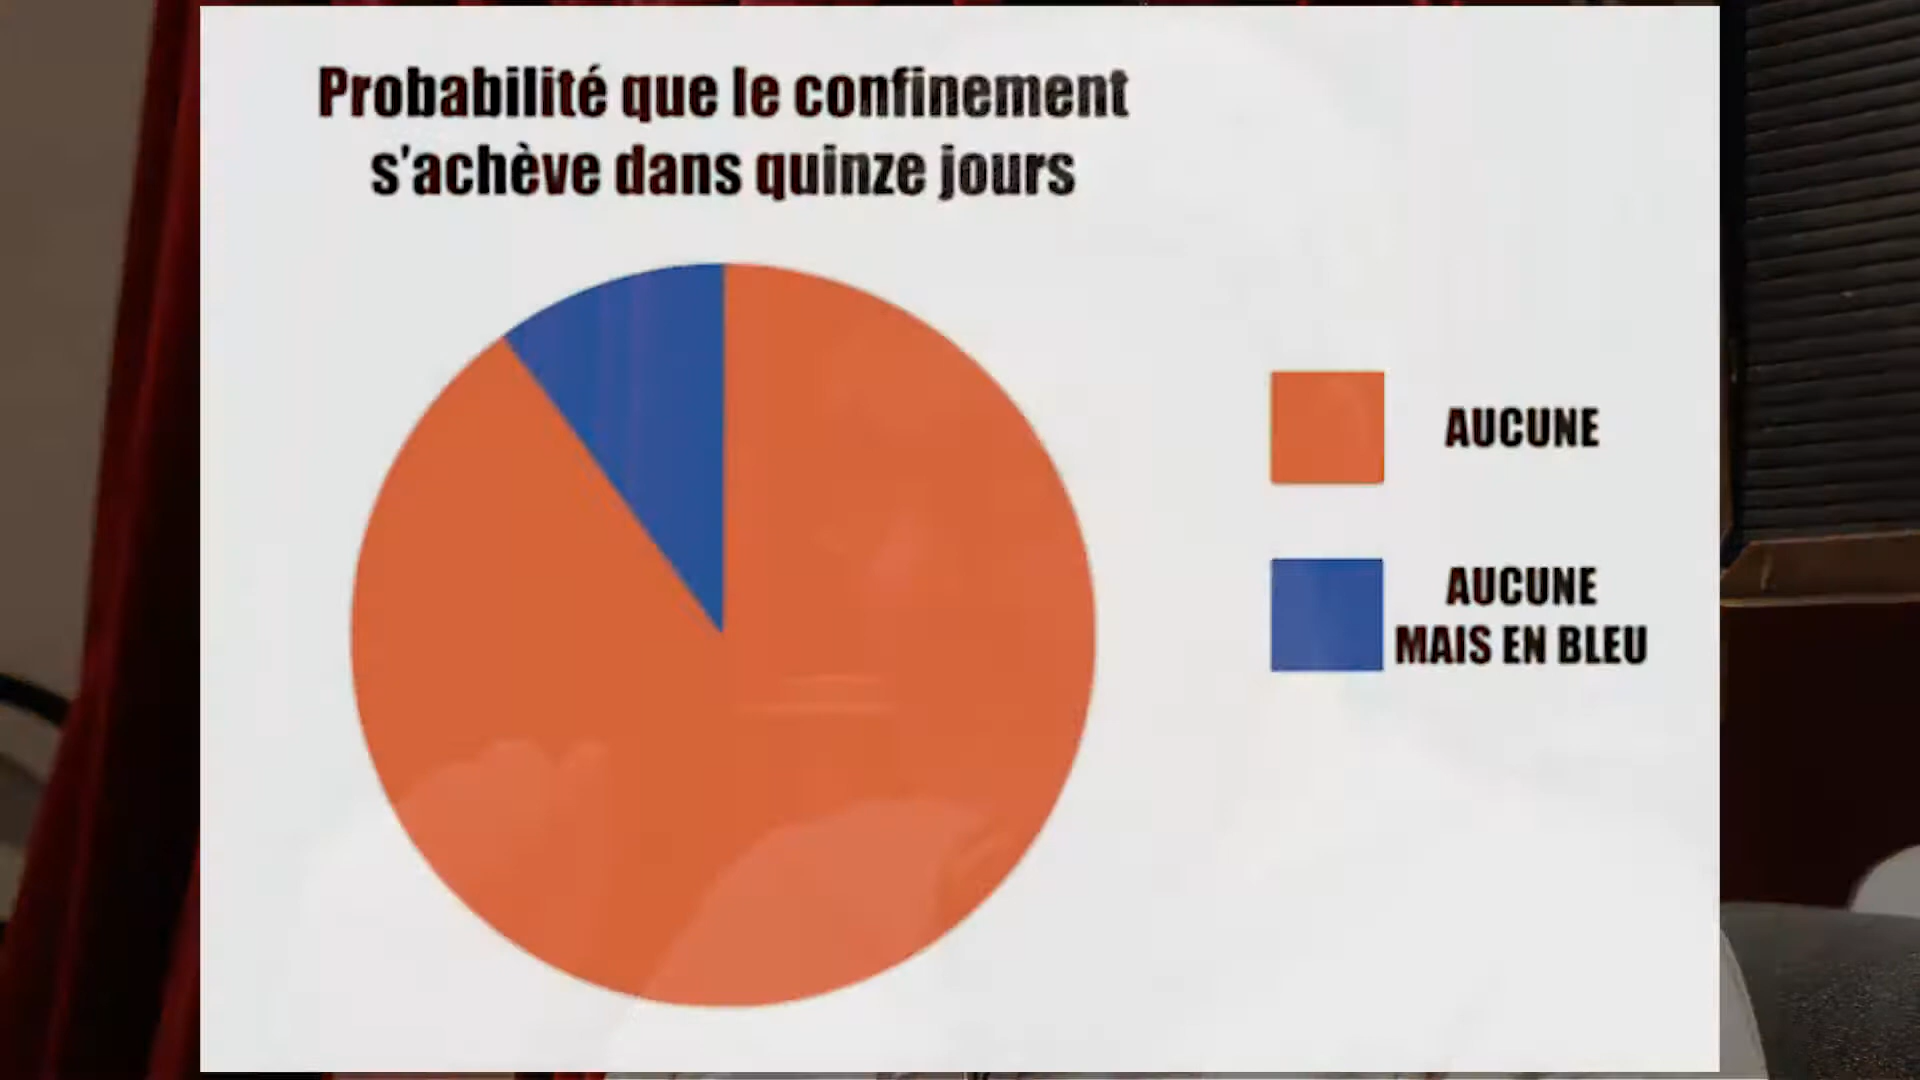 Probabilité que le confinement
s'achève dans quinze jours
AUCUNE
AUCUNE
MAIS EN BLEU